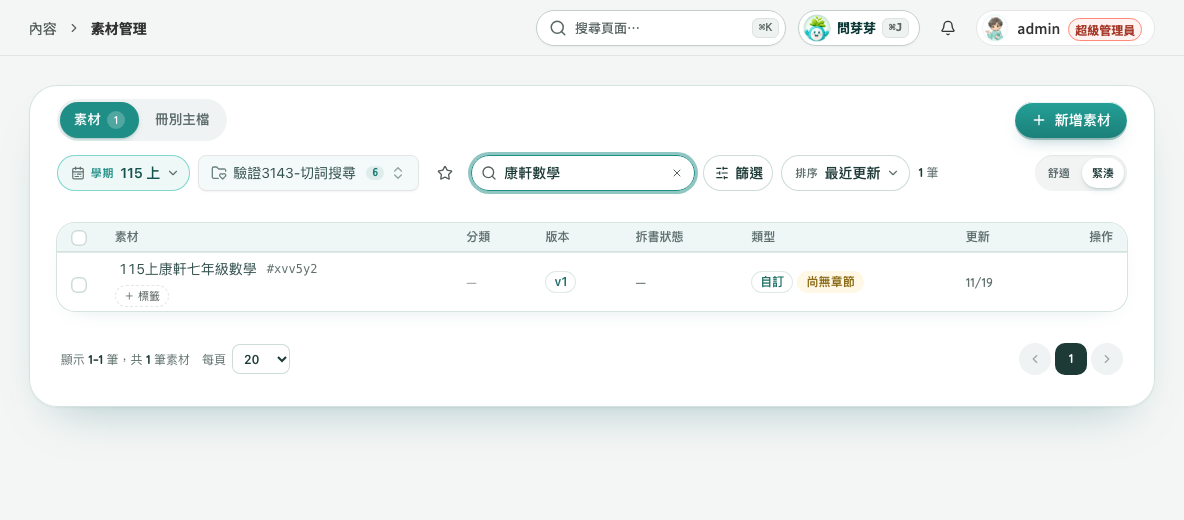 內容 > 素材管理
搜尋頁面… ⌘K
問芽芽 ⌘J
admin 超級管理員
素材 1 冊別主檔
+ 新增素材
學期 115 上 驗證3143-切詞搜尋 6 康軒數學 × 篩選 排序 最近更新 1 筆 舒適 緊湊
素材 分類 版本 拆書狀態 類型 更新 操作
115上康軒七年級數學 #xvv5y2 — v1 — 自訂 尚無章節 11/19
+ 標籤
顯示 1-1 筆，共 1 筆素材 每頁 20 ‹ 1 ›